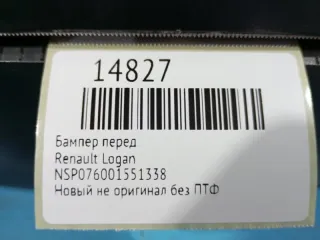 14827
Бампер перед
Renault Logan
NSP076001551338
Новый не оригинал без ПТФ